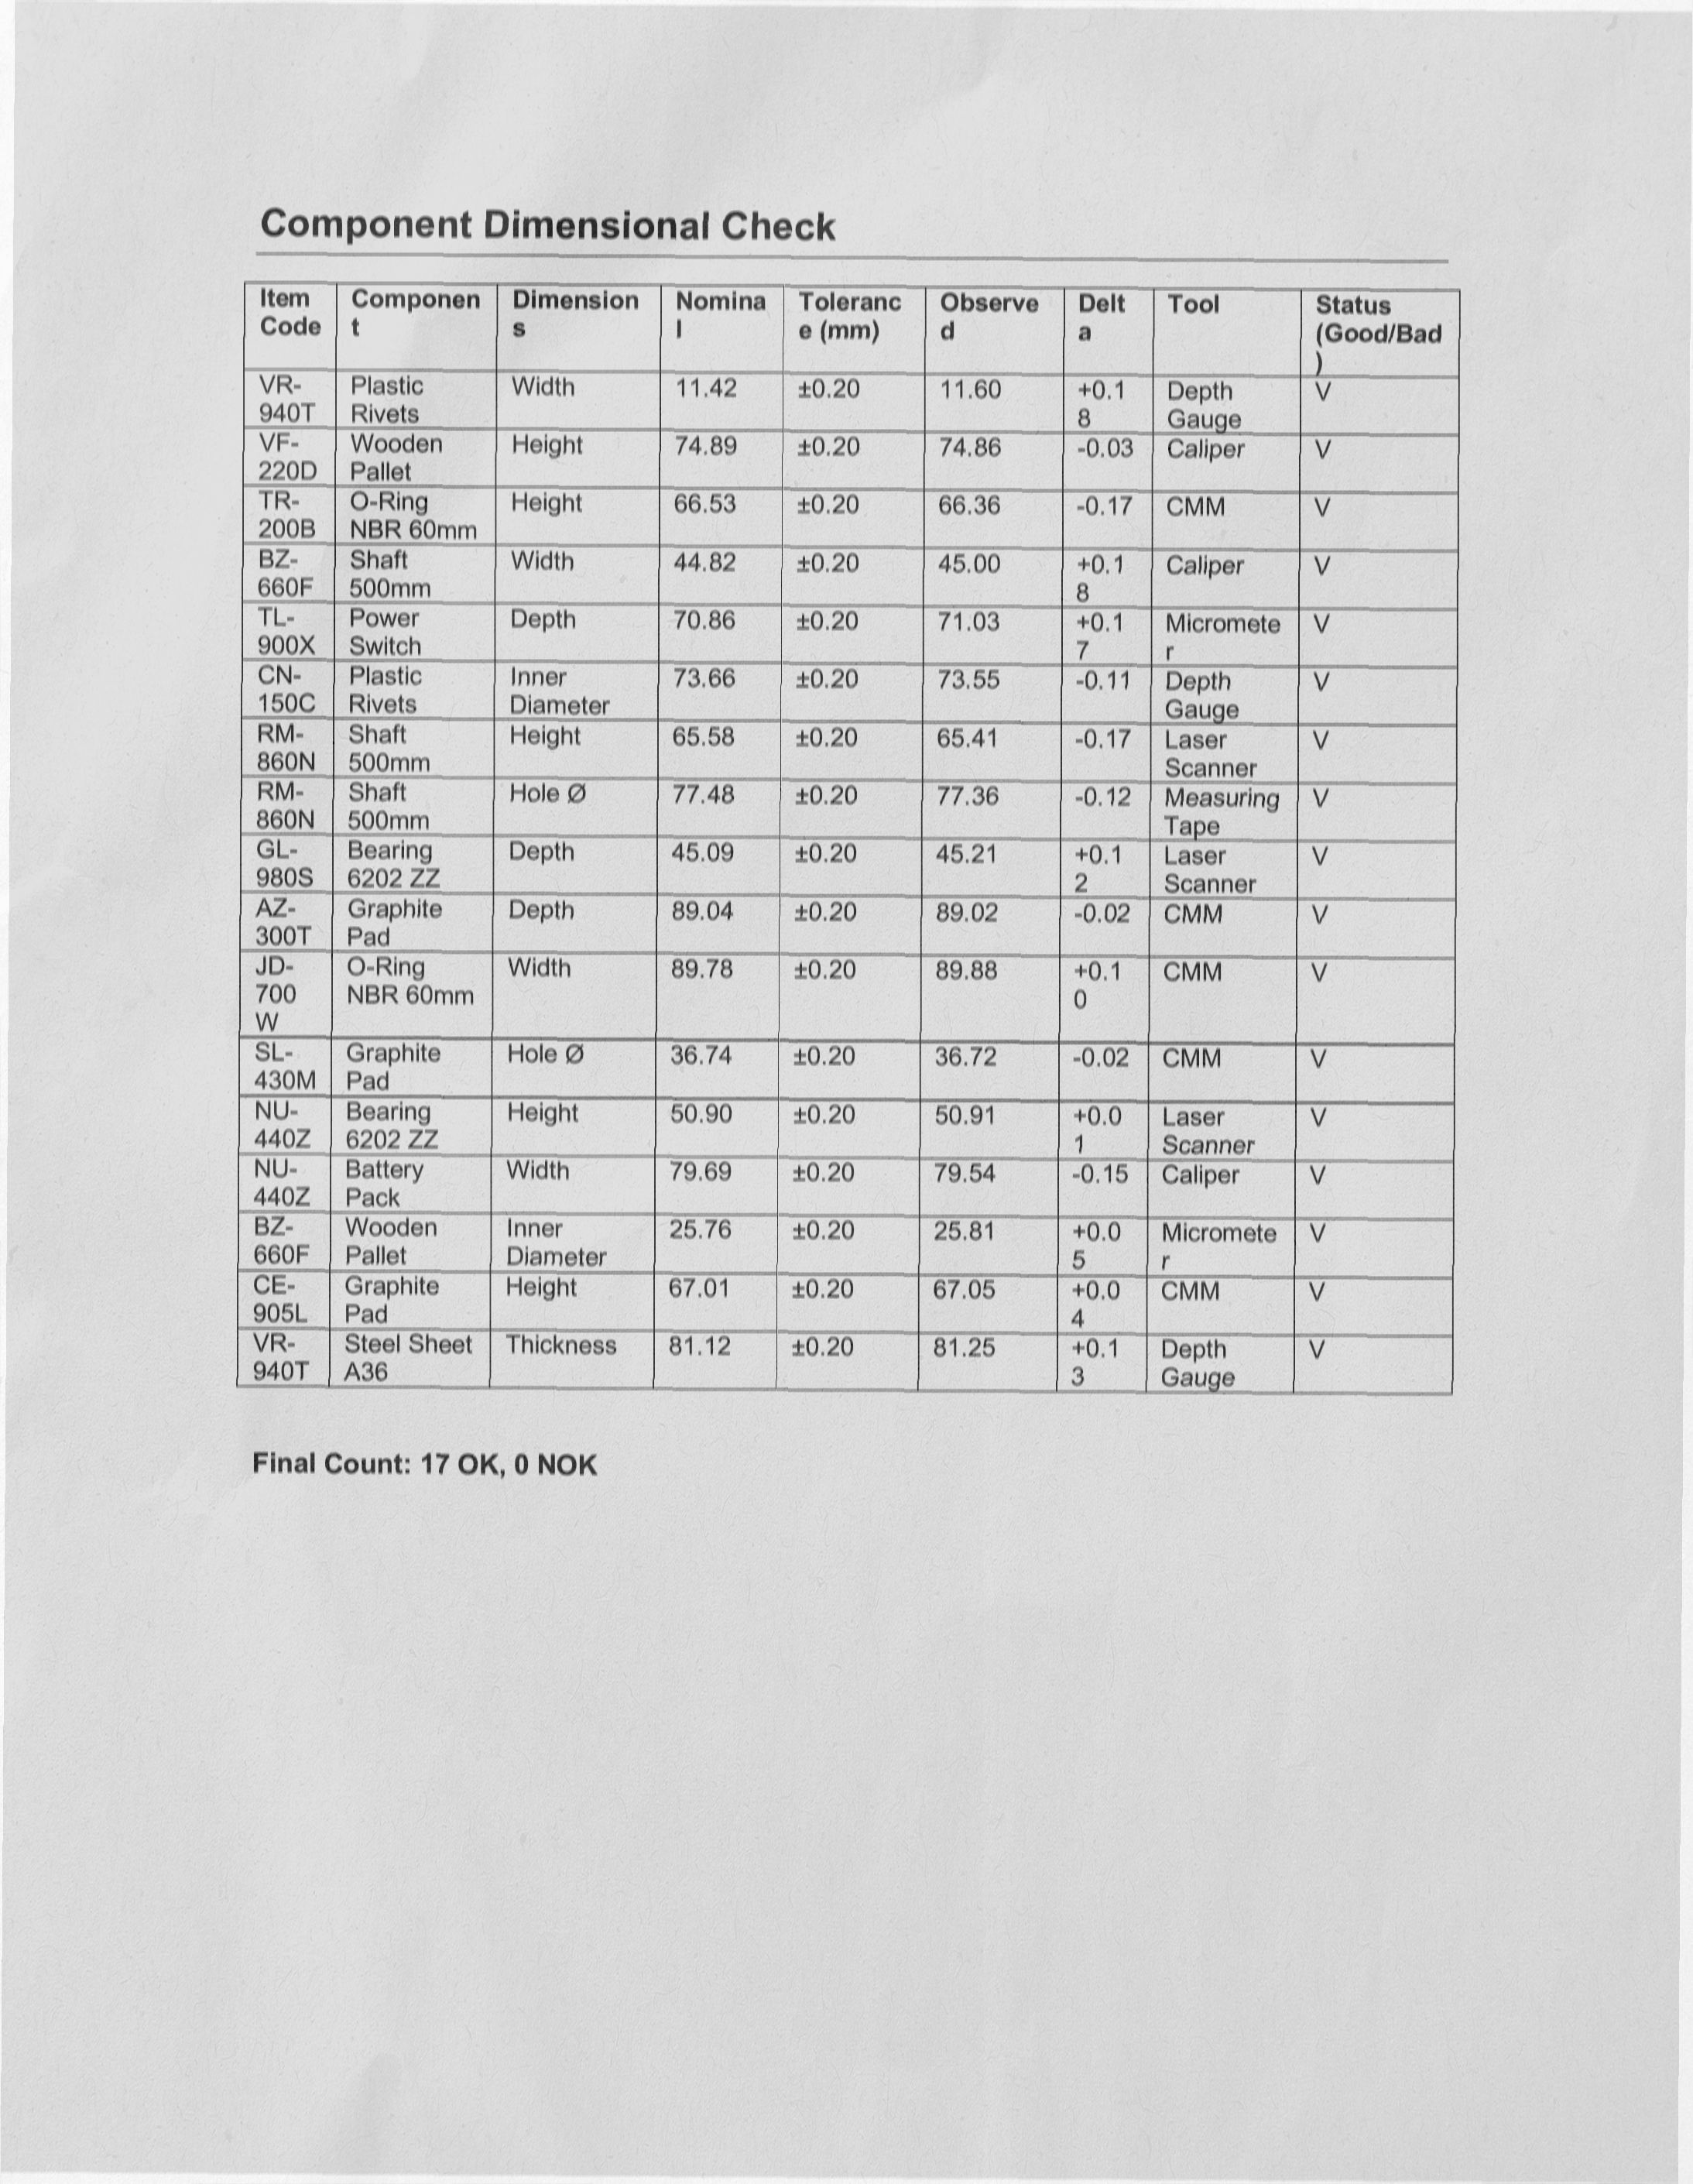 Component Dimensional Check
Item Code | Component | Dimensions | Nominal | Tolerance (mm) | Observed | Delta | Tool | Status (Good/Bad)
VR-940T | Plastic Rivets | Width | 11.42 | ±0.20 | 11.60 | +0.18 | Depth Gauge | V
VF-220D | Wooden Pallet | Height | 74.89 | ±0.20 | 74.86 | -0.03 | Caliper | V
TR-200B | O-Ring NBR 60mm | Height | 66.53 | ±0.20 | 66.36 | -0.17 | CMM | V
BZ-660F | Shaft 500mm | Width | 44.82 | ±0.20 | 45.00 | +0.18 | Caliper | V
TL-900X | Power Switch | Depth | 70.86 | ±0.20 | 71.03 | +0.17 | Micrometer | V
CN-150C | Plastic Rivets | Inner Diameter | 73.66 | ±0.20 | 73.55 | -0.11 | Depth Gauge | V
RM-860N | Shaft 500mm | Height | 65.58 | ±0.20 | 65.41 | -0.17 | Laser Scanner | V
RM-860N | Shaft 500mm | Hole Ø | 77.48 | ±0.20 | 77.36 | -0.12 | Measuring Tape | V
GL-980S | Bearing 6202 ZZ | Depth | 45.09 | ±0.20 | 45.21 | +0.12 | Laser Scanner | V
AZ-300T | Graphite Pad | Depth | 89.04 | ±0.20 | 89.02 | -0.02 | CMM | V
JD-700W | O-Ring NBR 60mm | Width | 89.78 | ±0.20 | 89.88 | +0.10 | CMM | V
SL-430M | Graphite Pad | Hole Ø | 36.74 | ±0.20 | 36.72 | -0.02 | CMM | V
NU-440Z | Bearing 6202 ZZ | Height | 50.90 | ±0.20 | 50.91 | +0.01 | Laser Scanner | V
NU-440Z | Battery Pack | Width | 79.69 | ±0.20 | 79.54 | -0.15 | Caliper | V
BZ-660F | Wooden Pallet | Inner Diameter | 25.76 | ±0.20 | 25.81 | +0.05 | Micrometer | V
CE-905L | Graphite Pad | Height | 67.01 | ±0.20 | 67.05 | +0.04 | CMM | V
VR-940T | Steel Sheet A36 | Thickness | 81.12 | ±0.20 | 81.25 | +0.13 | Depth Gauge | V
Final Count: 17 OK, 0 NOK